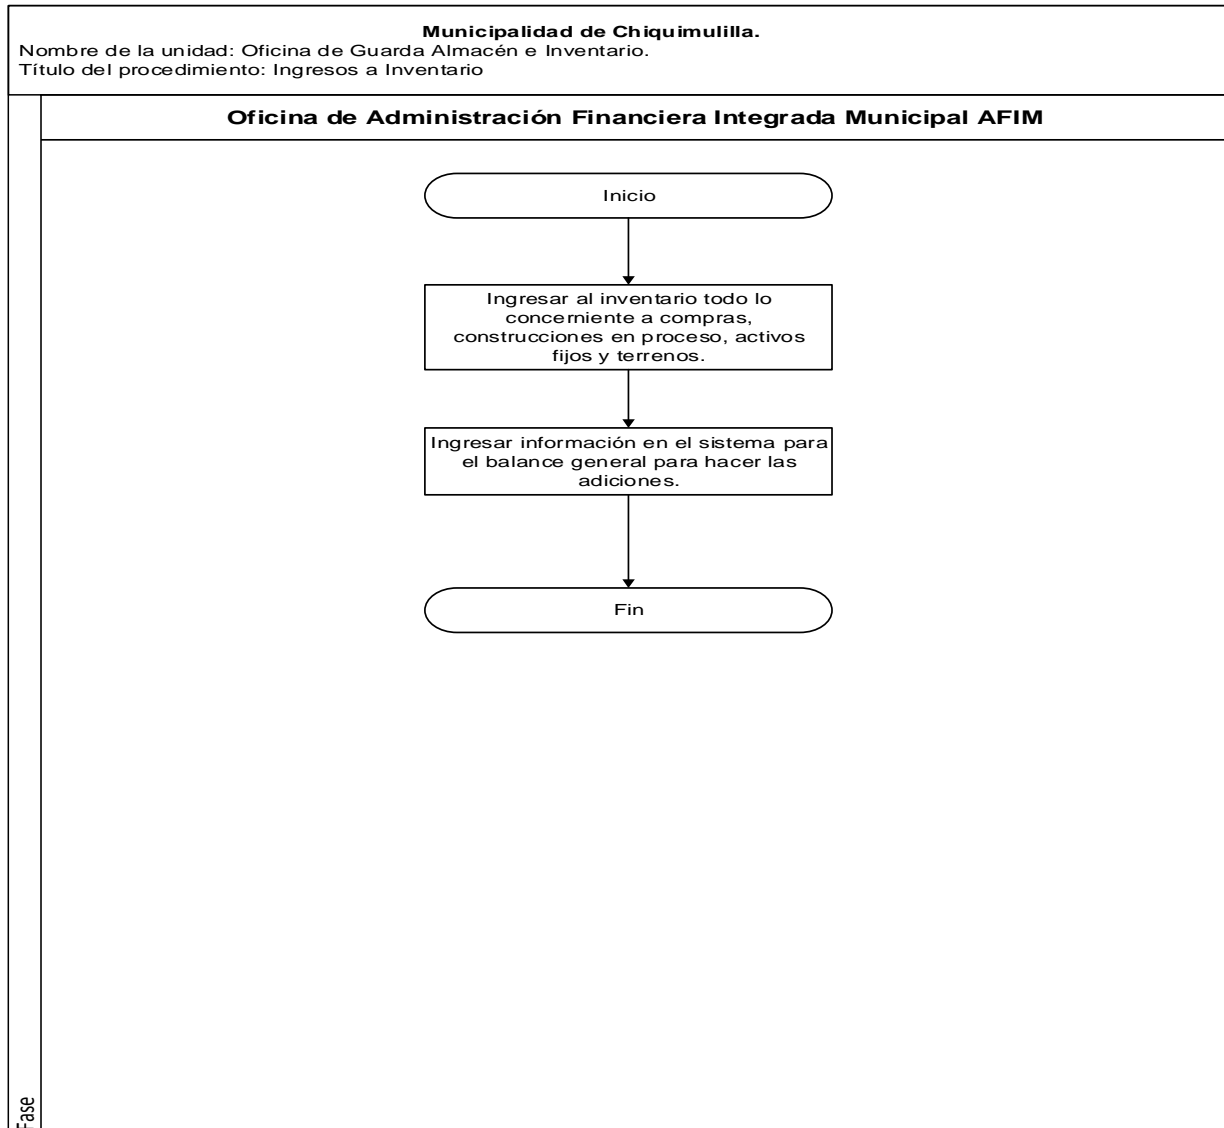 Municipalidad de Chiquimulilla.
Nombre de la unidad: Oficina de Guarda Almacén e Inventario.
Título del procedimiento: Ingresos a Inventario
Oficina de Administración Financiera Integrada Municipal AFIM
Inicio
Ingresar al inventario todo lo
concerniente a compras,
construcciones en proceso, activos
fijos y terrenos.
Ingresar información en el sistema para
el balance general para hacer las
adiciones.
Fin
Fase